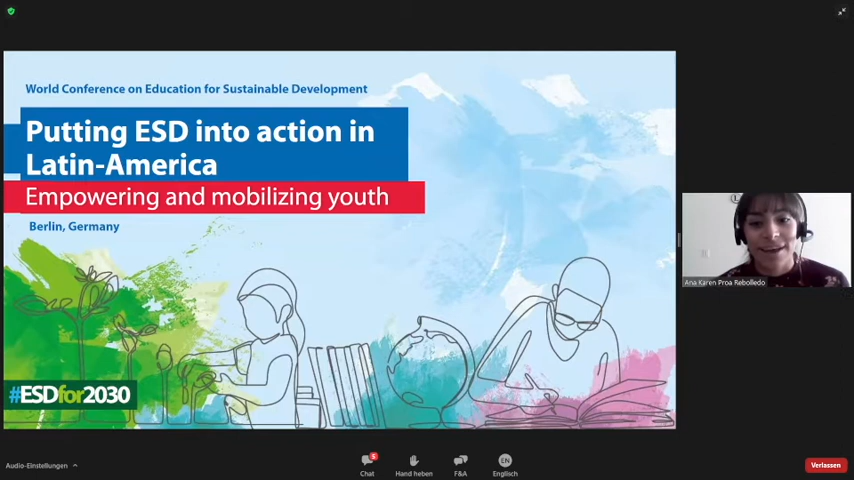 World Conference on Education for Sustainable Development
Putting ESD into action in
Latin-America
Empowering and mobilizing youth
Berlin, Germany
#ESDfor2030
Ana Karen Proa Rebolledo
Audio-Einstellungen
5
Chat
Hand heben
F&A
EN
Englisch
Verlassen